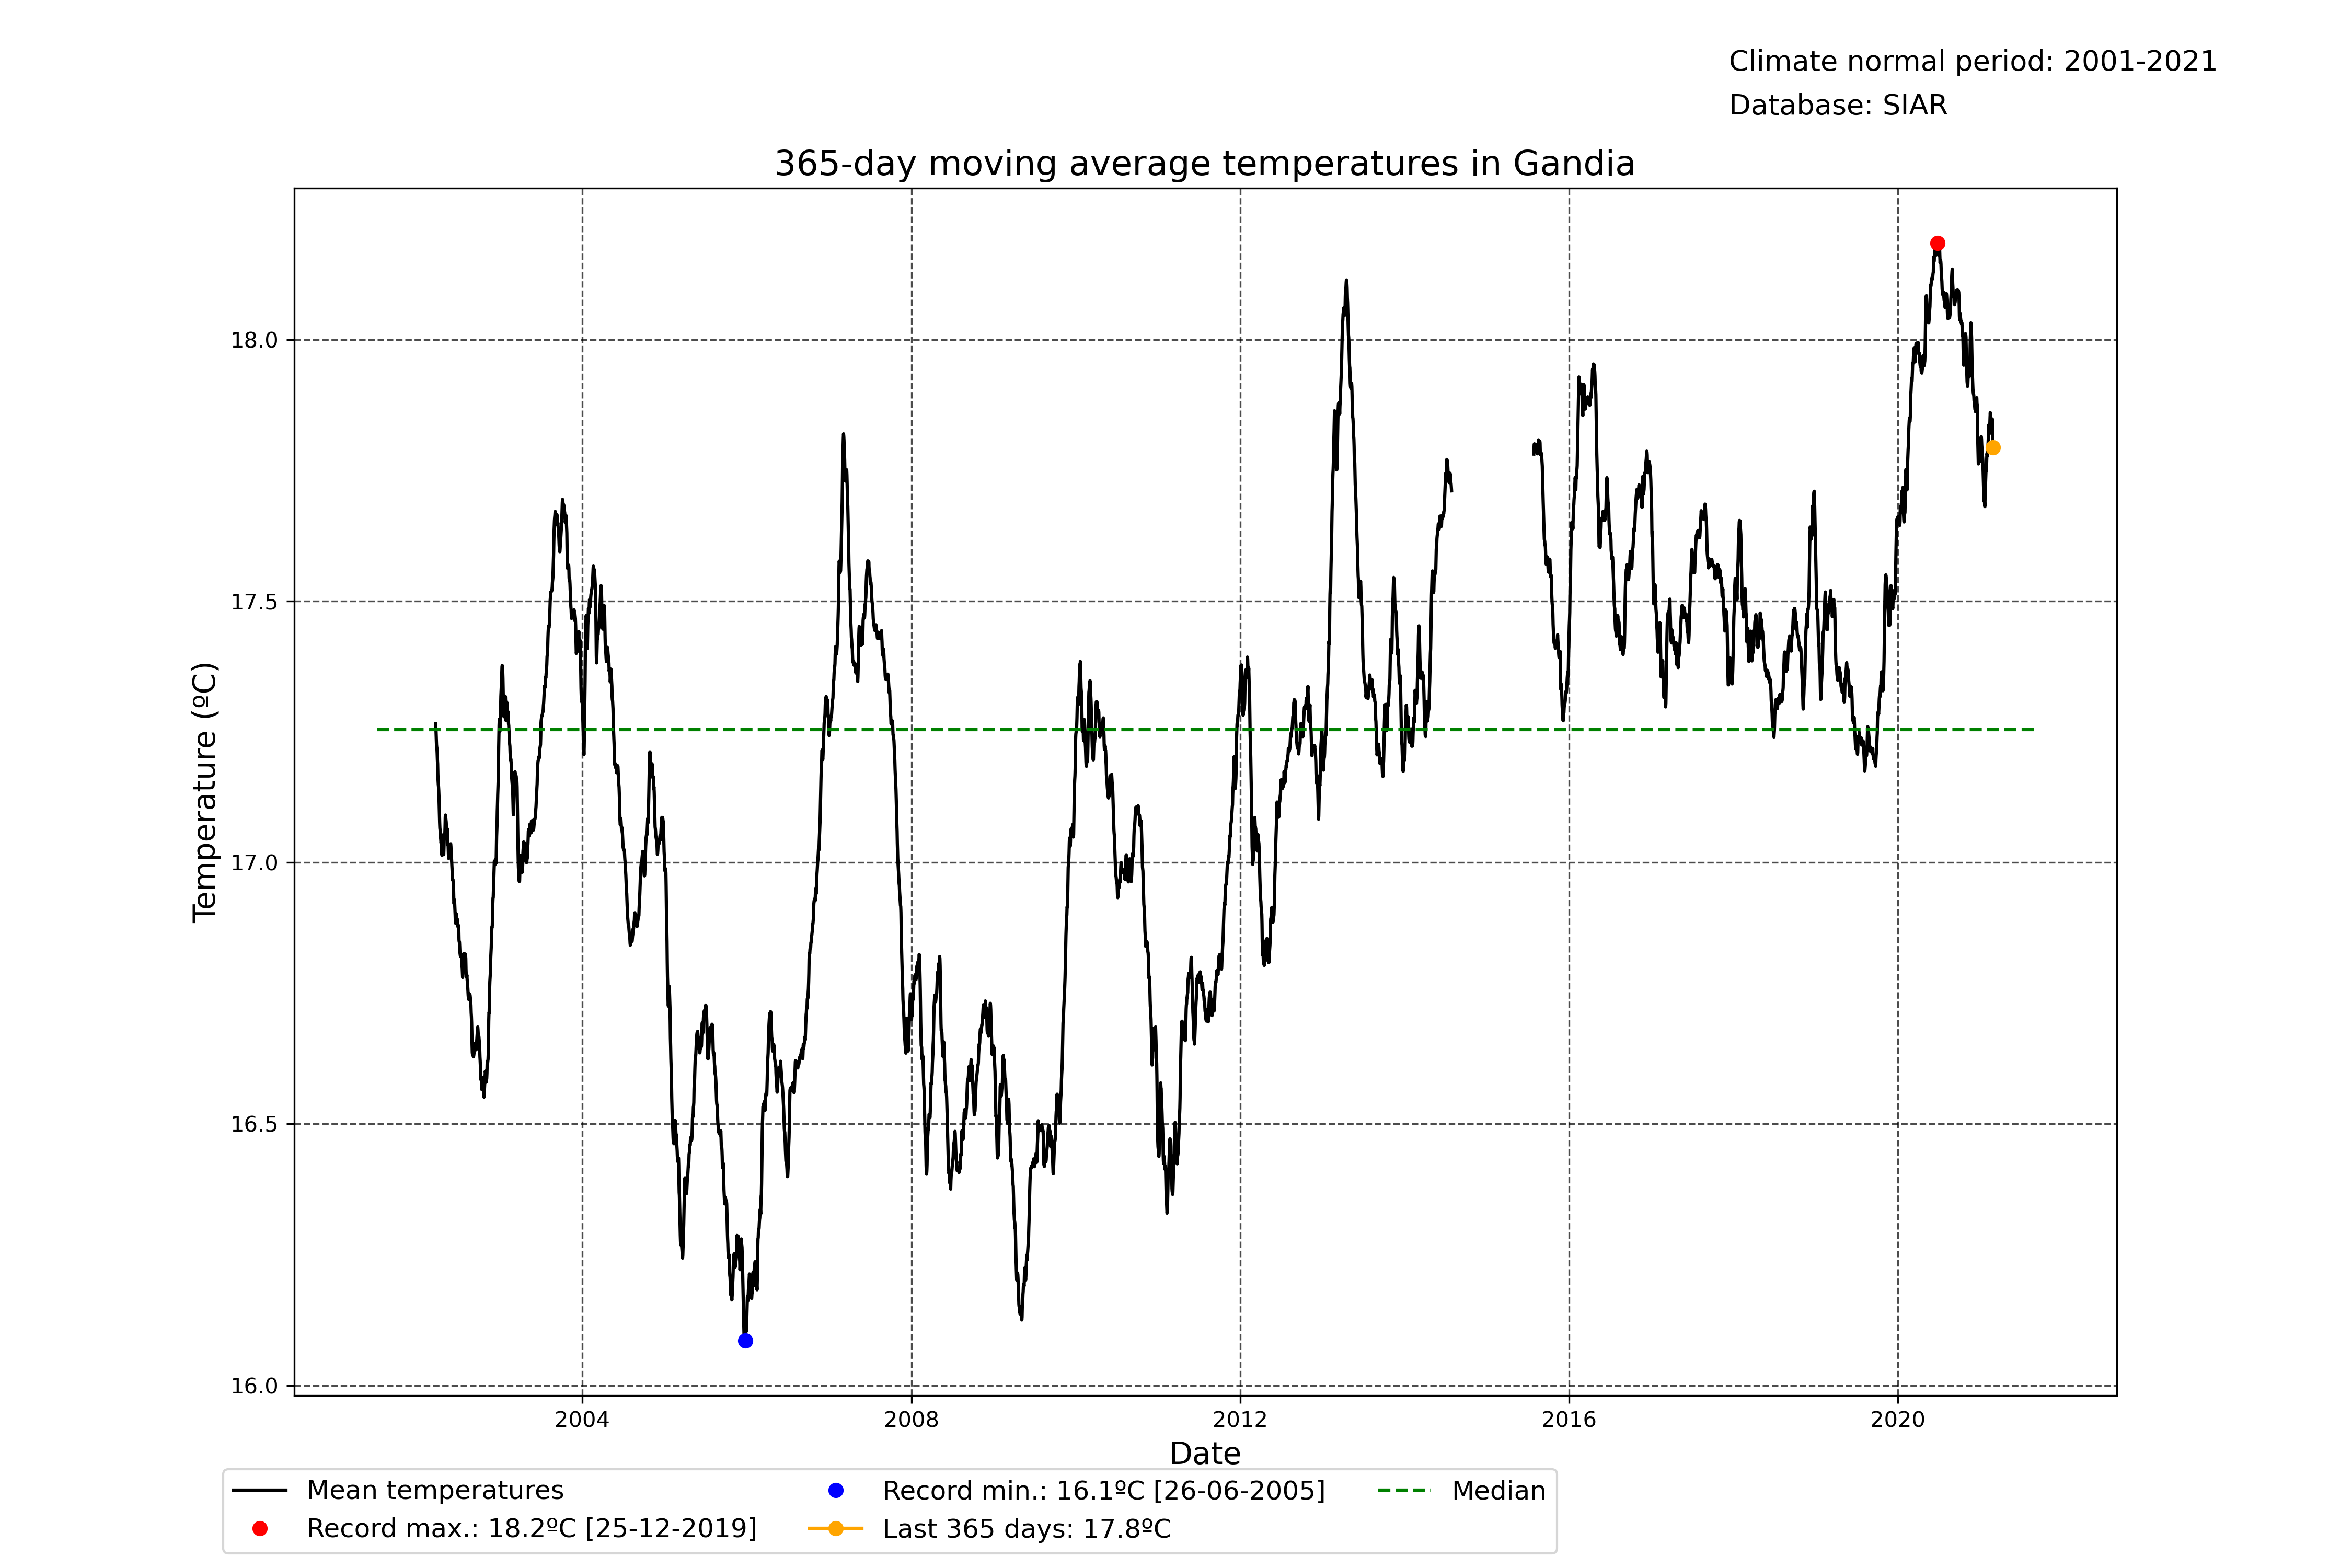 Climate normal period: 2001-2021
Database: SIAR
365-day moving average temperatures in Gandia
Temperature (ºC)
18.0
17.5
17.0
16.5
16.0
2004 2008 2012 2016 2020
Date
Mean temperatures
Record max.: 18.2ºC [25-12-2019]
Record min.: 16.1ºC [26-06-2005]
Last 365 days: 17.8ºC
Median